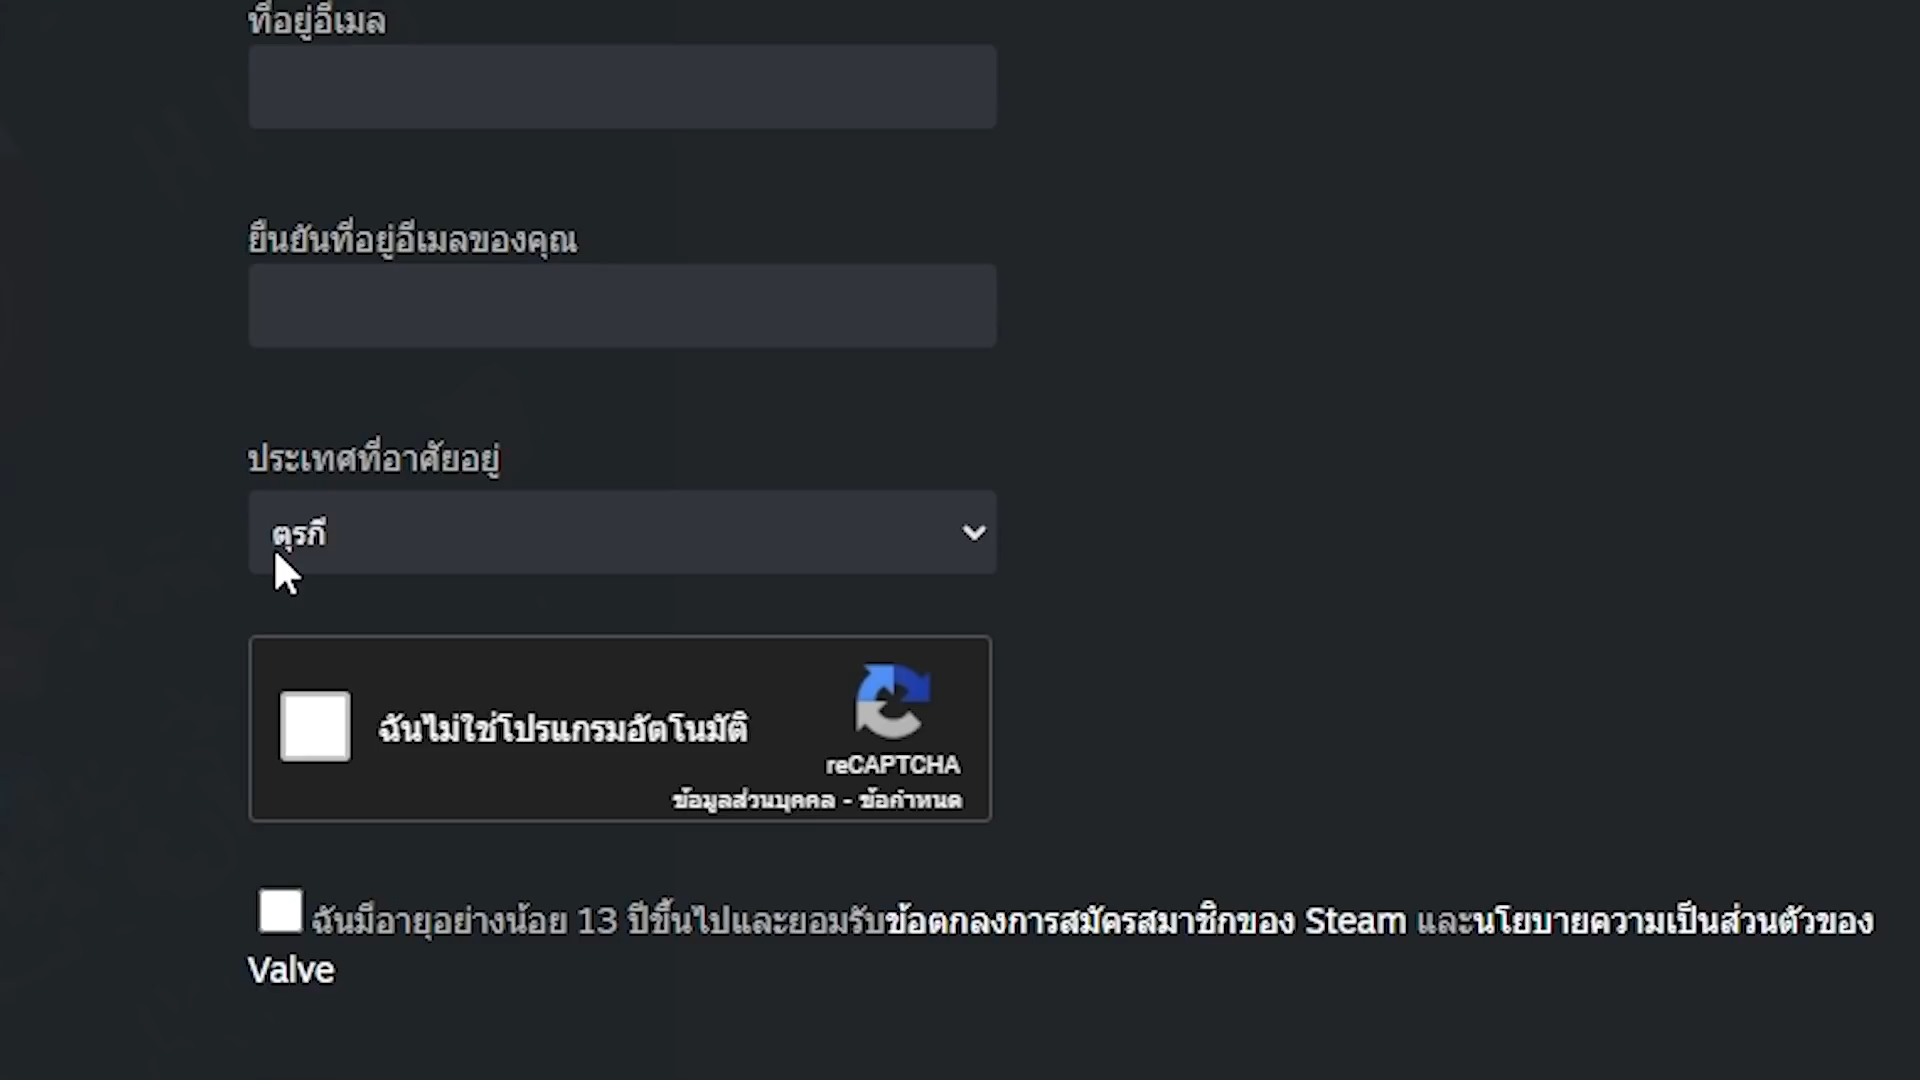 ที่อยู่อีเมล
ยืนยันที่อยู่อีเมลของคุณ
ประเทศที่อาศัยอยู่
ตุรกี
ฉันไม่ใช่โปรแกรมอัตโนมัติ
reCAPTCHA
ข้อมูลส่วนบุคคล - ข้อกำหนด
ฉันมีอายุอย่างน้อย 13 ปีขึ้นไปและยอมรับข้อตกลงการสมัครสมาชิกของ Steam และนโยบายความเป็นส่วนตัวของ
Valve